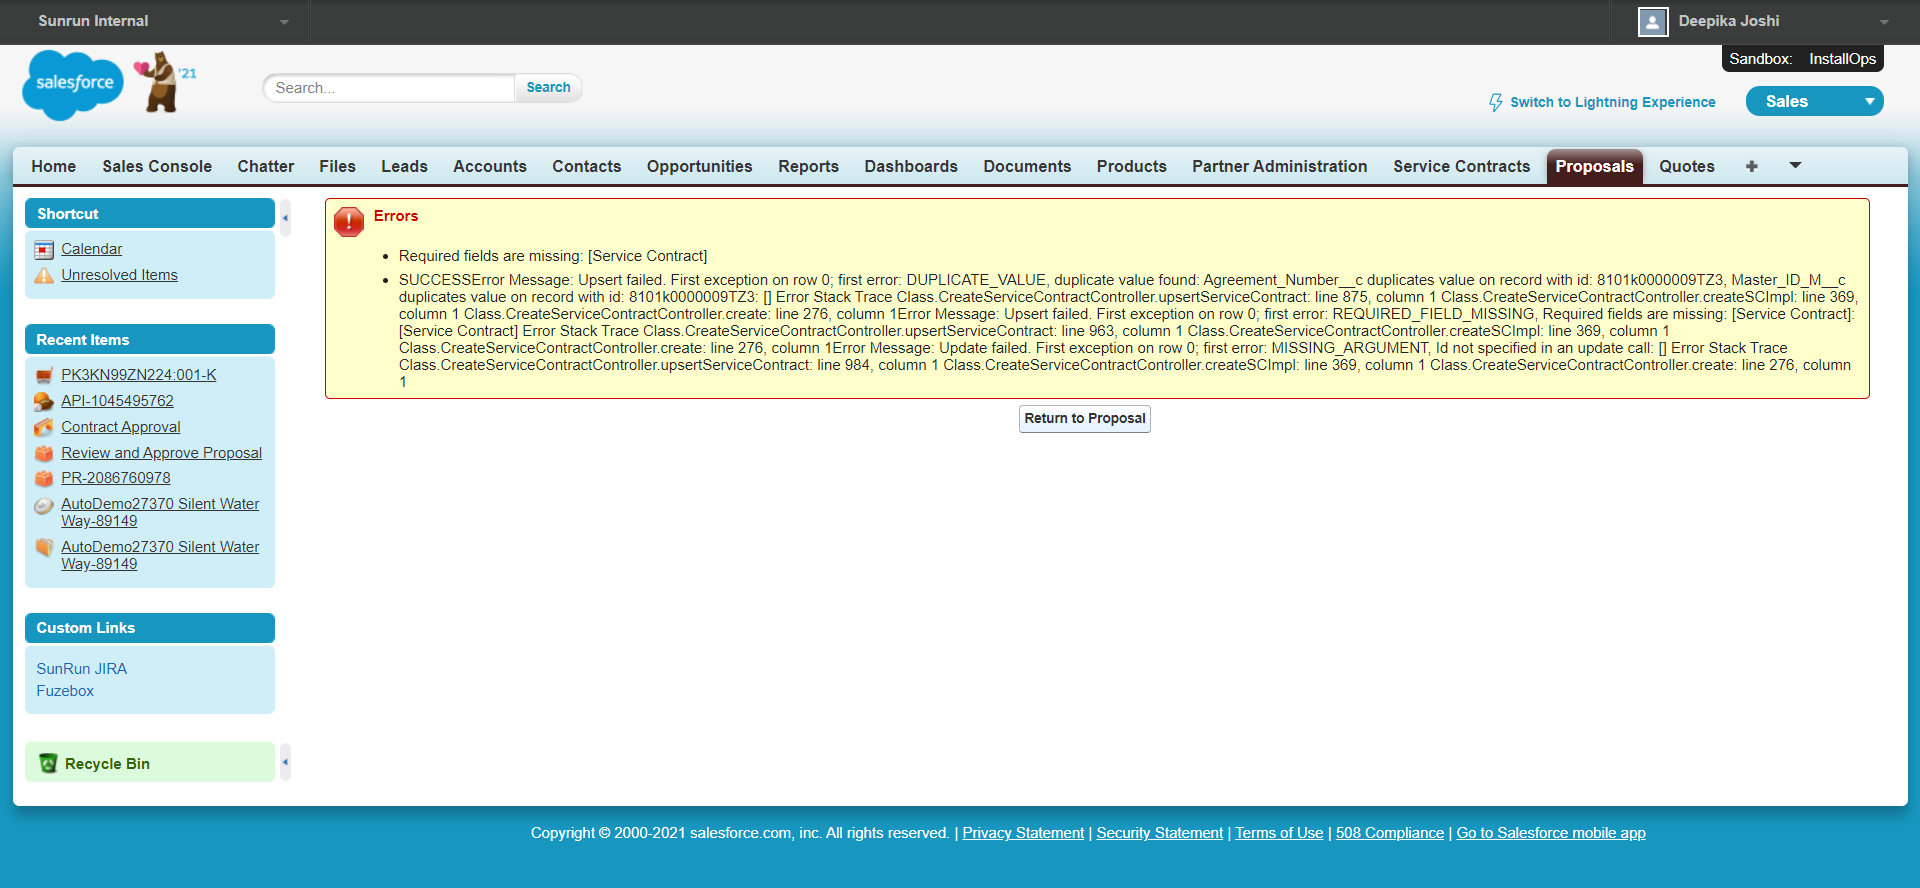 Sunrun Internal
Deepika Joshi
Sandbox: InstallOps
salesforce
'21
Search...
Search
Switch to Lightning Experience
Sales
Home Sales Console Chatter Files Leads Accounts Contacts Opportunities Reports Dashboards Documents Products Partner Administration Service Contracts Proposals Quotes +
Shortcut
Calendar
Unresolved Items
Recent Items
PK3KN99ZN224:001-K
API-1045495762
Contract Approval
Review and Approve Proposal
PR-2086760978
AutoDemo27370 Silent Water
Way-89149
AutoDemo27370 Silent Water
Way-89149
Custom Links
SunRun JIRA
Fuzebox
Recycle Bin
Errors
• Required fields are missing: [Service Contract]
• SUCCESSError Message: Upsert failed. First exception on row 0; first error: DUPLICATE_VALUE, duplicate value found: Agreement_Number__c duplicates value on record with id: 8101k0000009TZ3, Master_ID_M__c
duplicates value on record with id: 8101k0000009TZ3: [] Error Stack Trace Class.CreateServiceContractController.upsertServiceContract: line 875, column 1 Class.CreateServiceContractController.createSCImpl: line 369,
column 1 Class.CreateServiceContractController.create: line 276, column 1Error Message: Upsert failed. First exception on row 0; first error: REQUIRED_FIELD_MISSING, Required fields are missing: [Service Contract]:
[Service Contract] Error Stack Trace Class.CreateServiceContractController.upsertServiceContract: line 963, column 1 Class.CreateServiceContractController.createSCImpl: line 369, column 1
Class.CreateServiceContractController.create: line 276, column 1Error Message: Update failed. First exception on row 0; first error: MISSING_ARGUMENT, Id not specified in an update call: [] Error Stack Trace
Class.CreateServiceContractController.upsertServiceContract: line 984, column 1 Class.CreateServiceContractController.createSCImpl: line 369, column 1 Class.CreateServiceContractController.create: line 276, column
1
Return to Proposal
Copyright © 2000-2021 salesforce.com, inc. All rights reserved. | Privacy Statement | Security Statement | Terms of Use | 508 Compliance | Go to Salesforce mobile app